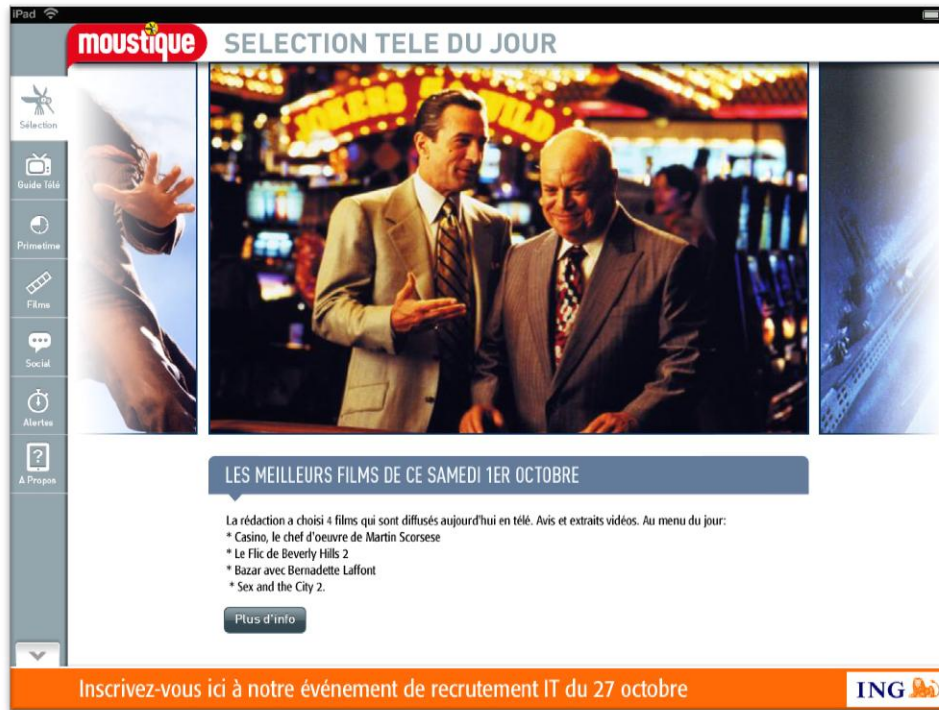 iPad
moustique
SELECTION TELE DU JOUR
JOKERS WILD
Sélection
Guide Télé
Primetime
Films
Social
Alertes
A Propos
LES MEILLEURS FILMS DE CE SAMEDI 1ER OCTOBRE
La rédaction a choisi 4 films qui sont diffusés aujourd'hui en télé. Avis et extraits vidéos. Au menu du jour:
* Casino, le chef d'oeuvre de Martin Scorsese
* Le Flic de Beverly Hills 2
* Bazar avec Bernadette Laffont
* Sex and the City 2.
Plus d'info
Inscrivez-vous ici à notre événement de recrutement IT du 27 octobre
ING